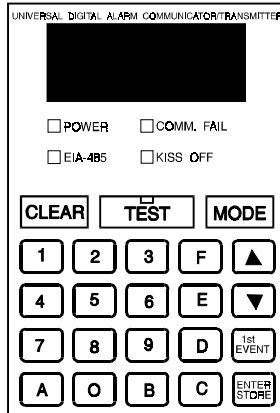 UNIVERSAL DIGITAL ALARM COMMUNICATOR/TRANSMITTER
POWER COMM. FAIL
EIA-485 KISS OFF
CLEAR TEST MODE
1 2 3 F ▲
4 5 6 E ▼
7 8 9 D 1st EVENT
A O B C ENTER STORE